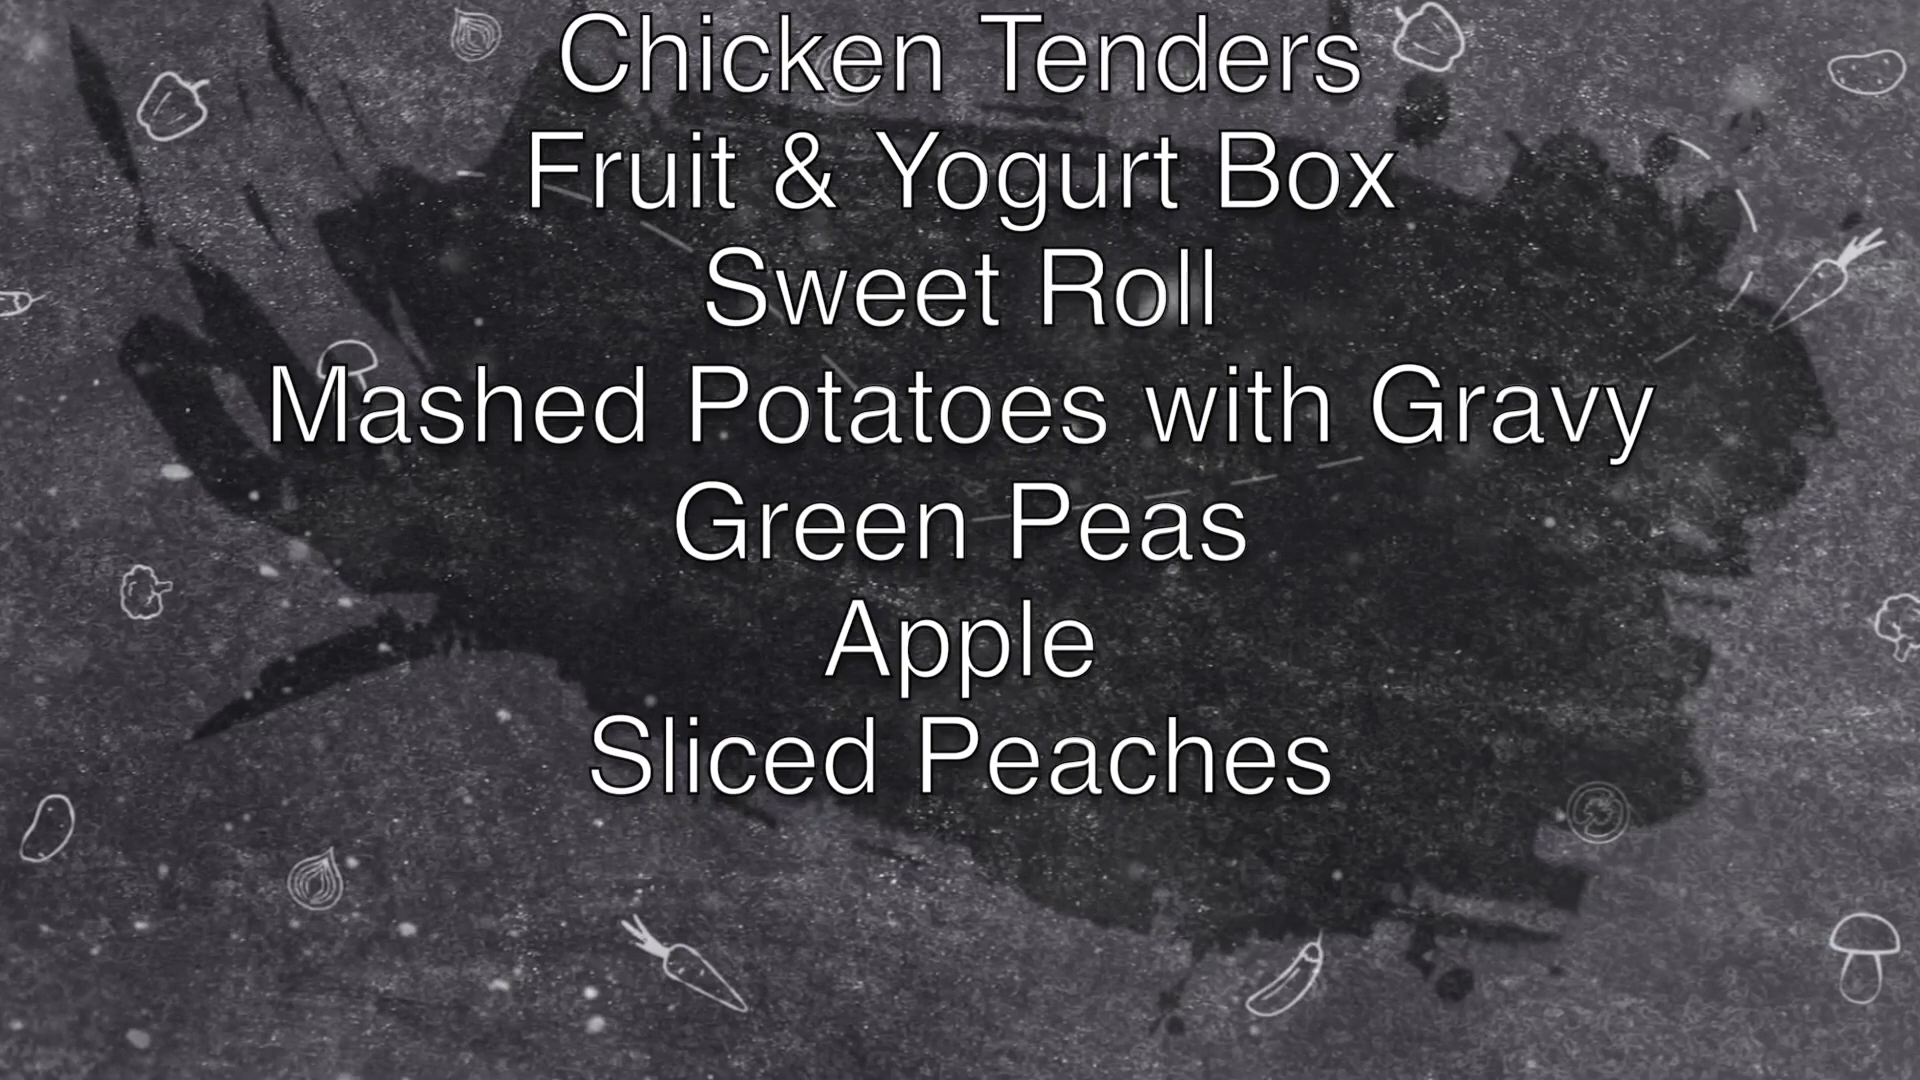 Chicken Tenders
Fruit & Yogurt Box
Sweet Roll
Mashed Potatoes with Gravy
Green Peas
Apple
Sliced Peaches